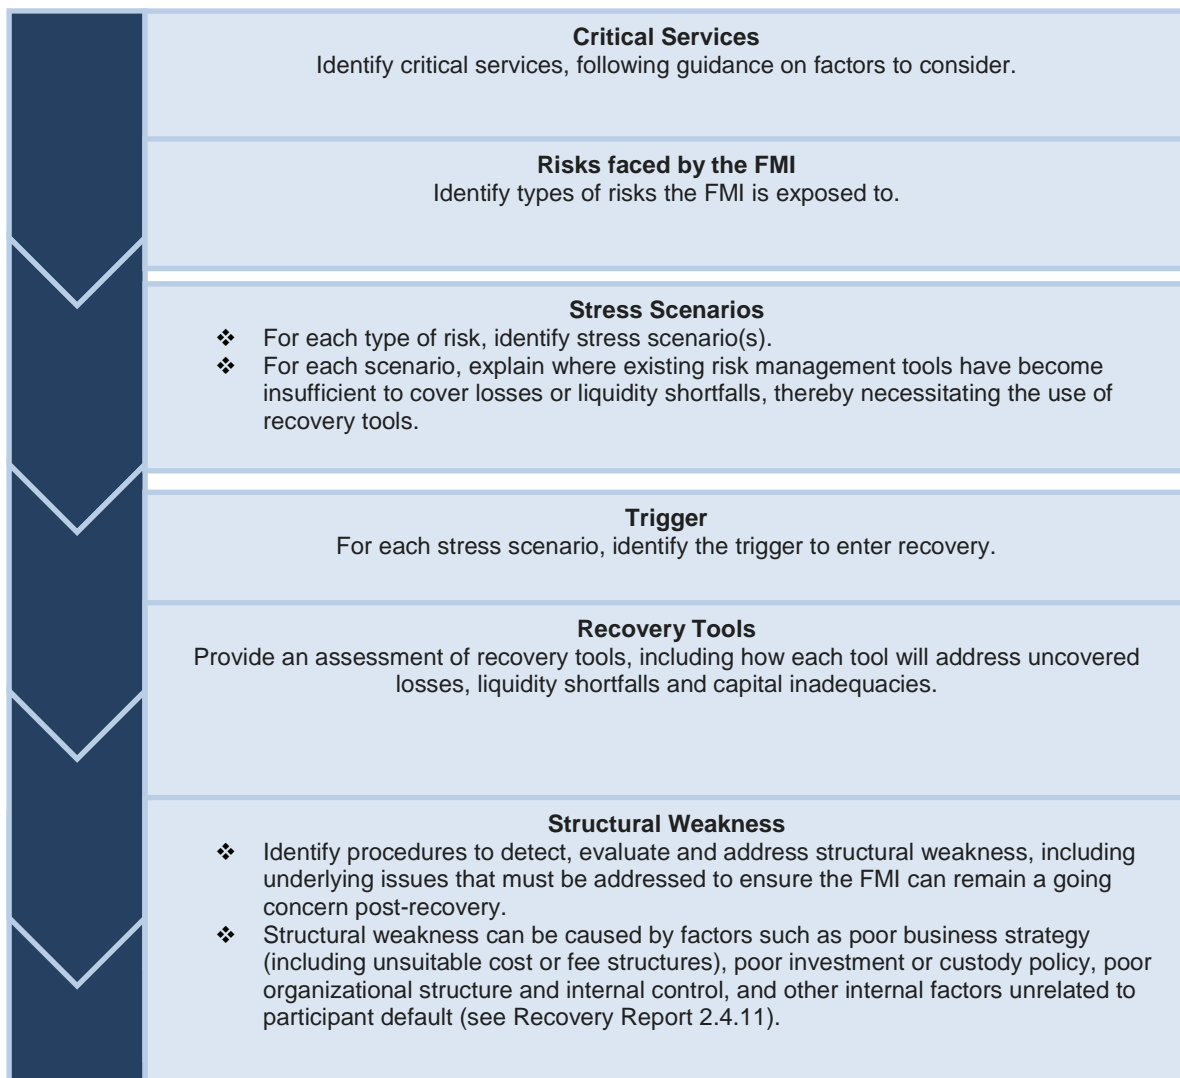 Critical Services
Identify critical services, following guidance on factors to consider.
Risks faced by the FMI
Identify types of risks the FMI is exposed to.
Stress Scenarios
❖ For each type of risk, identify stress scenario(s).
❖ For each scenario, explain where existing risk management tools have become
insufficient to cover losses or liquidity shortfalls, thereby necessitating the use of
recovery tools.
Trigger
For each stress scenario, identify the trigger to enter recovery.
Recovery Tools
Provide an assessment of recovery tools, including how each tool will address uncovered
losses, liquidity shortfalls and capital inadequacies.
Structural Weakness
❖ Identify procedures to detect, evaluate and address structural weakness, including
underlying issues that must be addressed to ensure the FMI can remain a going
concern post-recovery.
❖ Structural weakness can be caused by factors such as poor business strategy
(including unsuitable cost or fee structures), poor investment or custody policy, poor
organizational structure and internal control, and other internal factors unrelated to
participant default (see Recovery Report 2.4.11).